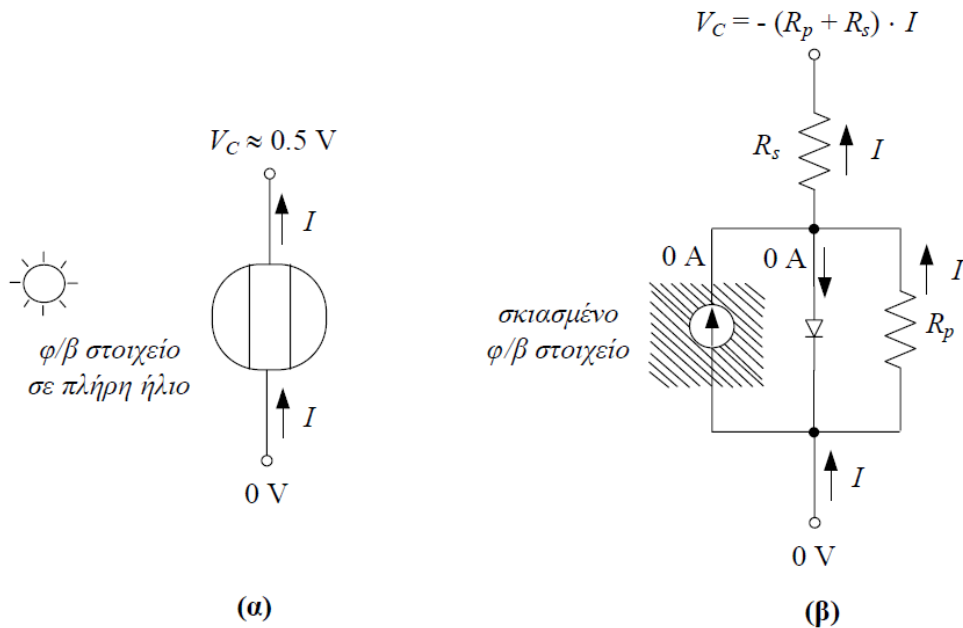 V_C ≈ 0.5 V
I
φ/β στοιχείο
σε πλήρη ήλιο
I
0 V
(α)
V_C = - (R_p + R_s) · I
R_s
I
0 A
0 A
I
σκιασμένο
φ/β στοιχείο
R_p
I
0 V
(β)